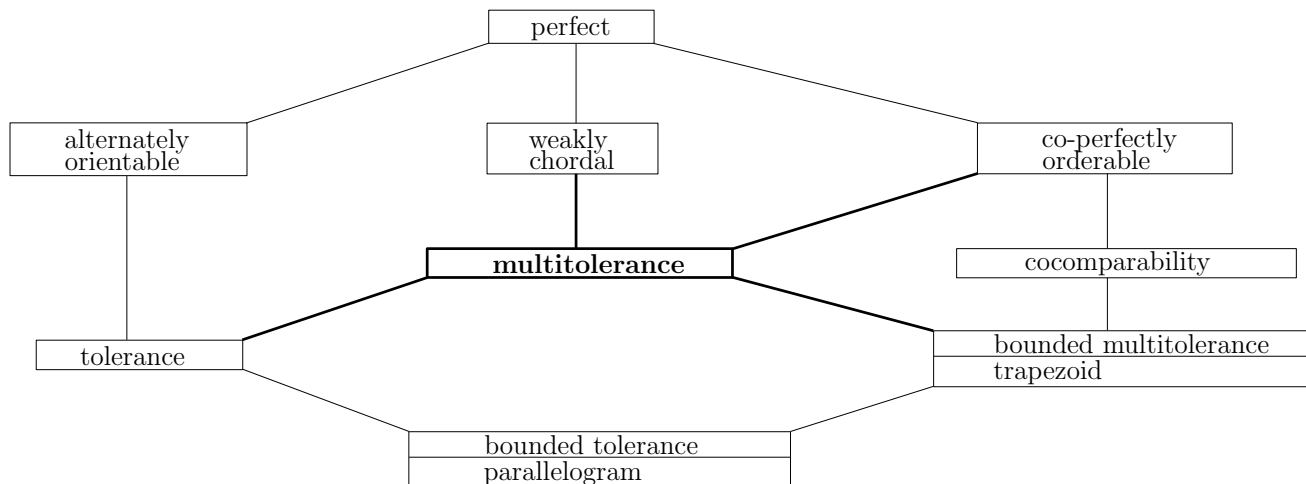 perfect
alternately
orientable
weakly
chordal
co-perfectly
orderable
multitolerance
cocomparability
tolerance
bounded multitolerance
trapezoid
bounded tolerance
parallelogram